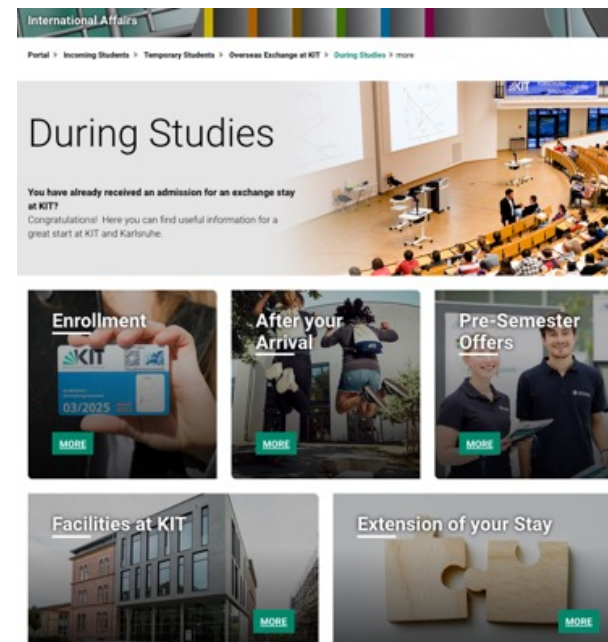 International Affairs
Portal > Incoming Students > Temporary Students > Overseas Exchange at KIT > During Studies > more
During Studies
You have already received an admission for an exchange stay
at KIT?
Congratulations! Here you can find useful information for a
great start at KIT and Karlsruhe.
Enrollment
KIT
03/2025
MORE
After your
Arrival
MORE
Pre-Semester
Offers
MORE
Facilities at KIT
MORE
Extension of your Stay
MORE